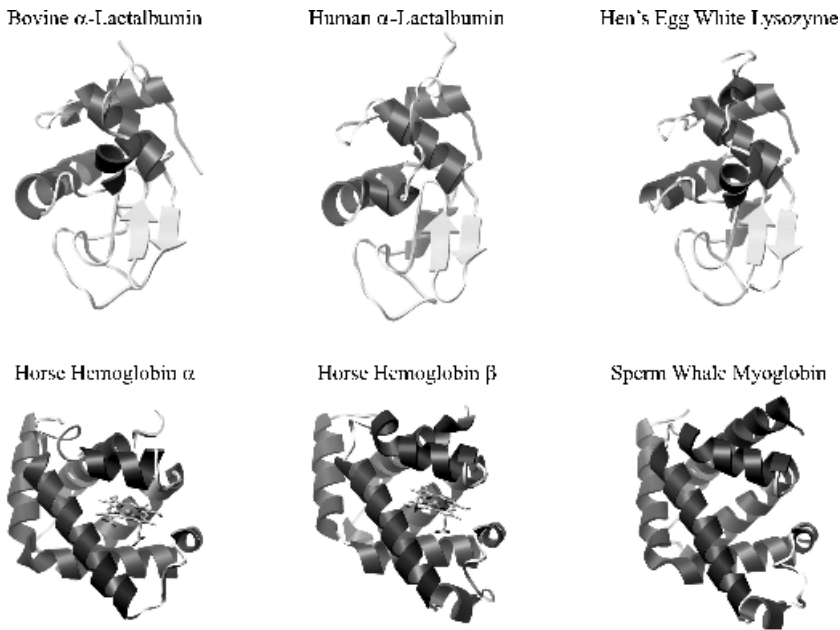 Bovine α-Lactalbumin
Human α-Lactalbumin
Hen's Egg White Lysozyme
Horse Hemoglobin α
Horse Hemoglobin β
Sperm Whale Myoglobin